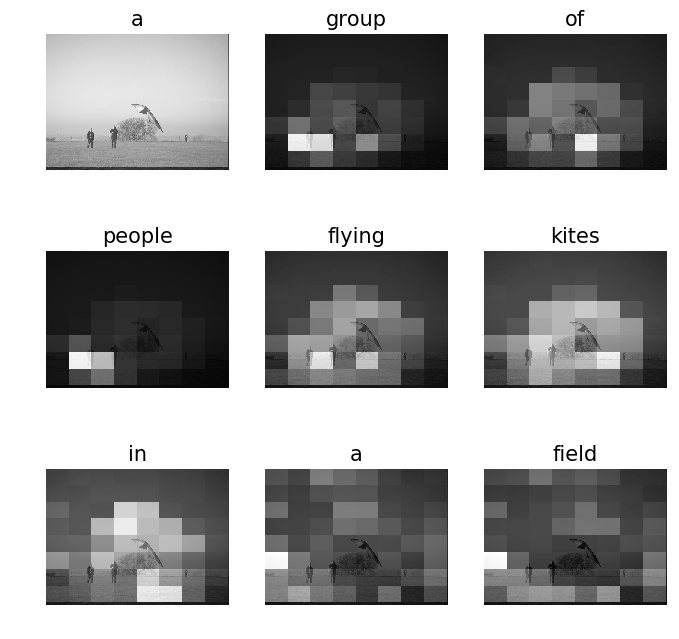 a group of
people flying kites
in a field